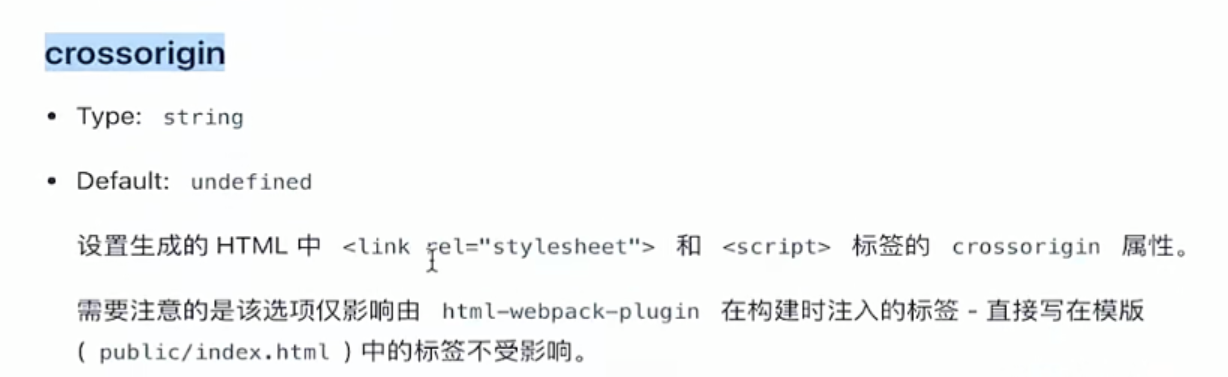 crossorigin
• Type: string
• Default: undefined
设置生成的 HTML 中 <link rel="stylesheet"> 和 <script> 标签的 crossorigin 属性。
需要注意的是该选项仅影响由 html-webpack-plugin 在构建时注入的标签 - 直接写在模版
( public/index.html ) 中的标签不受影响。